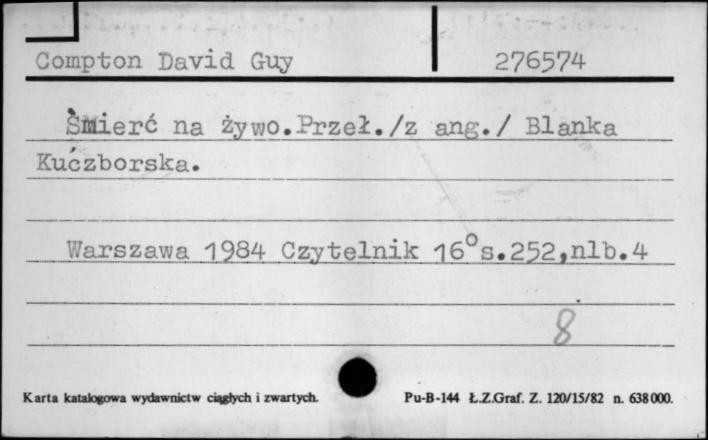 Compton David Guy 276574
Śmierć na żywo.Przeł./z ang./ Blanka
Kuczborska.
Warszawa 1984 Czytelnik 16° s.252,nlb.4
8
Karta katalogowa wydawnictw ciągłych i zwartych. Pu-B-144 Ł.Z.Graf. Z. 120/15/82 n. 638000.